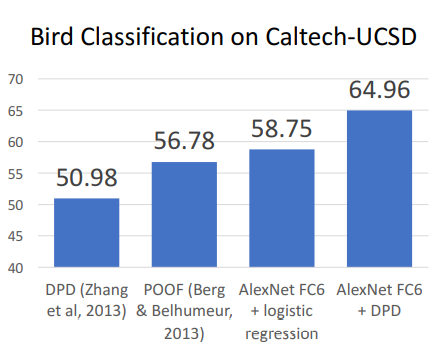 Bird Classification on Caltech-UCSD
70
65
60
55
50
45
40
50.98
56.78
58.75
64.96
DPD (Zhang
et al, 2013)
POOF (Berg
& Belhumeur,
2013)
AlexNet FC6
+ logistic
regression
AlexNet FC6
+ DPD